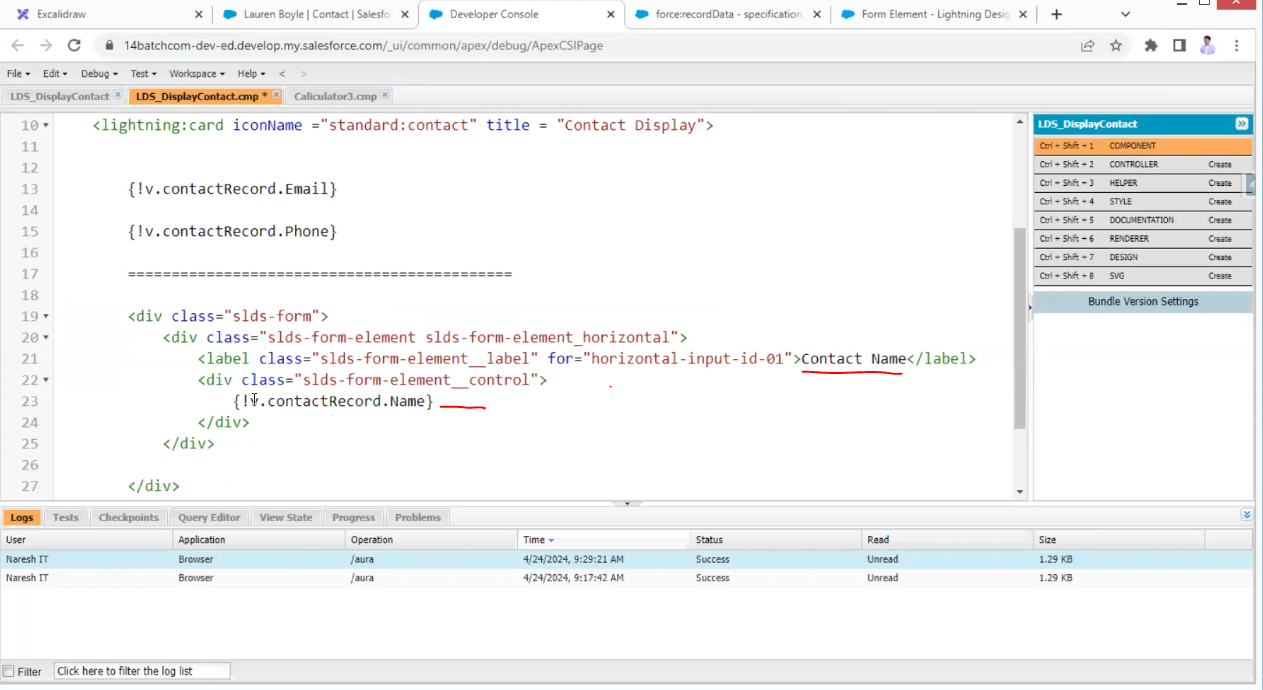 Excalidraw
Lauren Boyle | Contact | Salesfo
Developer Console
force:recordData - specification
Form Element - Lightning Desig
14batchcom-dev-ed.develop.my.salesforce.com/_ui/common/apex/debug/ApexCSIPage
File Edit Debug Test Workspace Help < >
LDS_DisplayContact LDS_DisplayContact.cmp * Caliculator3.cmp
10 <lightning:card iconName ="standard:contact" title = "Contact Display">
11
12
13 {!v.contactRecord.Email}
14
15 {!v.contactRecord.Phone}
16
17 ============================================
18
19 <div class="slds-form">
20 <div class="slds-form-element slds-form-element_horizontal">
21 <label class="slds-form-element__label" for="horizontal-input-id-01">Contact Name</label>
22 <div class="slds-form-element__control">
23 {!v.contactRecord.Name}
24 </div>
25 </div>
26
27 </div>
LDS_DisplayContact
Ctrl + Shift + 1 COMPONENT
Ctrl + Shift + 2 CONTROLLER Create
Ctrl + Shift + 3 HELPER Create
Ctrl + Shift + 4 STYLE Create
Ctrl + Shift + 5 DOCUMENTATION Create
Ctrl + Shift + 6 RENDERER Create
Ctrl + Shift + 7 DESIGN Create
Ctrl + Shift + 8 SVG Create
Bundle Version Settings
Logs Tests Checkpoints Query Editor View State Progress Problems
User Application Operation Time Status Read Size
Naresh IT Browser /aura 4/24/2024, 9:29:21 AM Success Unread 1.29 KB
Naresh IT Browser /aura 4/24/2024, 9:17:42 AM Success Unread 1.29 KB
Filter Click here to filter the log list